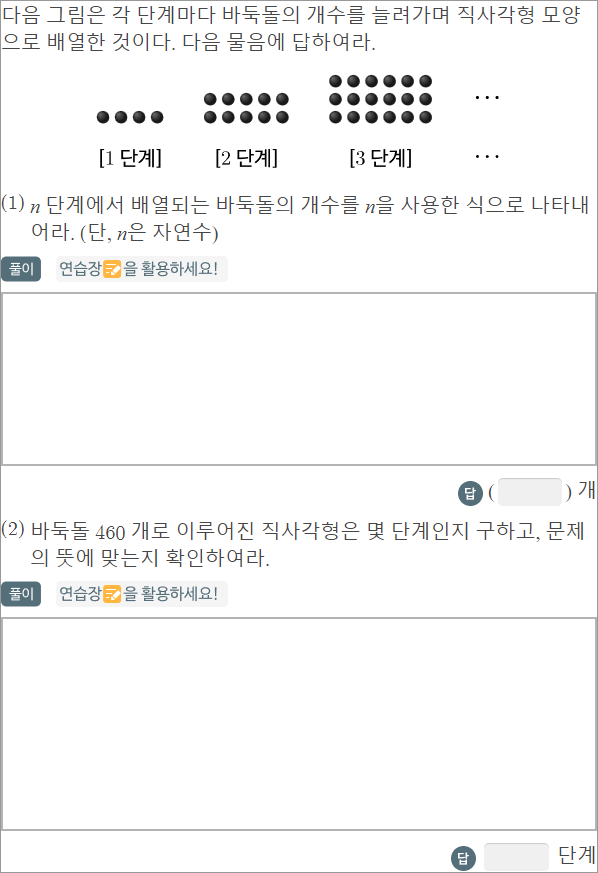 다음 그림은 각 단계마다 바둑돌의 개수를 늘려가며 직사각형 모양
으로 배열한 것이다. 다음 물음에 답하여라.
···
[1 단계] [2 단계] [3 단계] ···
(1) n 단계에서 배열되는 바둑돌의 개수를 n을 사용한 식으로 나타내
어라. (단, n은 자연수)
풀이 연습장을 활용하세요!
답 ( ) 개
(2) 바둑돌 460 개로 이루어진 직사각형은 몇 단계인지 구하고, 문제
의 뜻에 맞는지 확인하여라.
풀이 연습장을 활용하세요!
답 단계